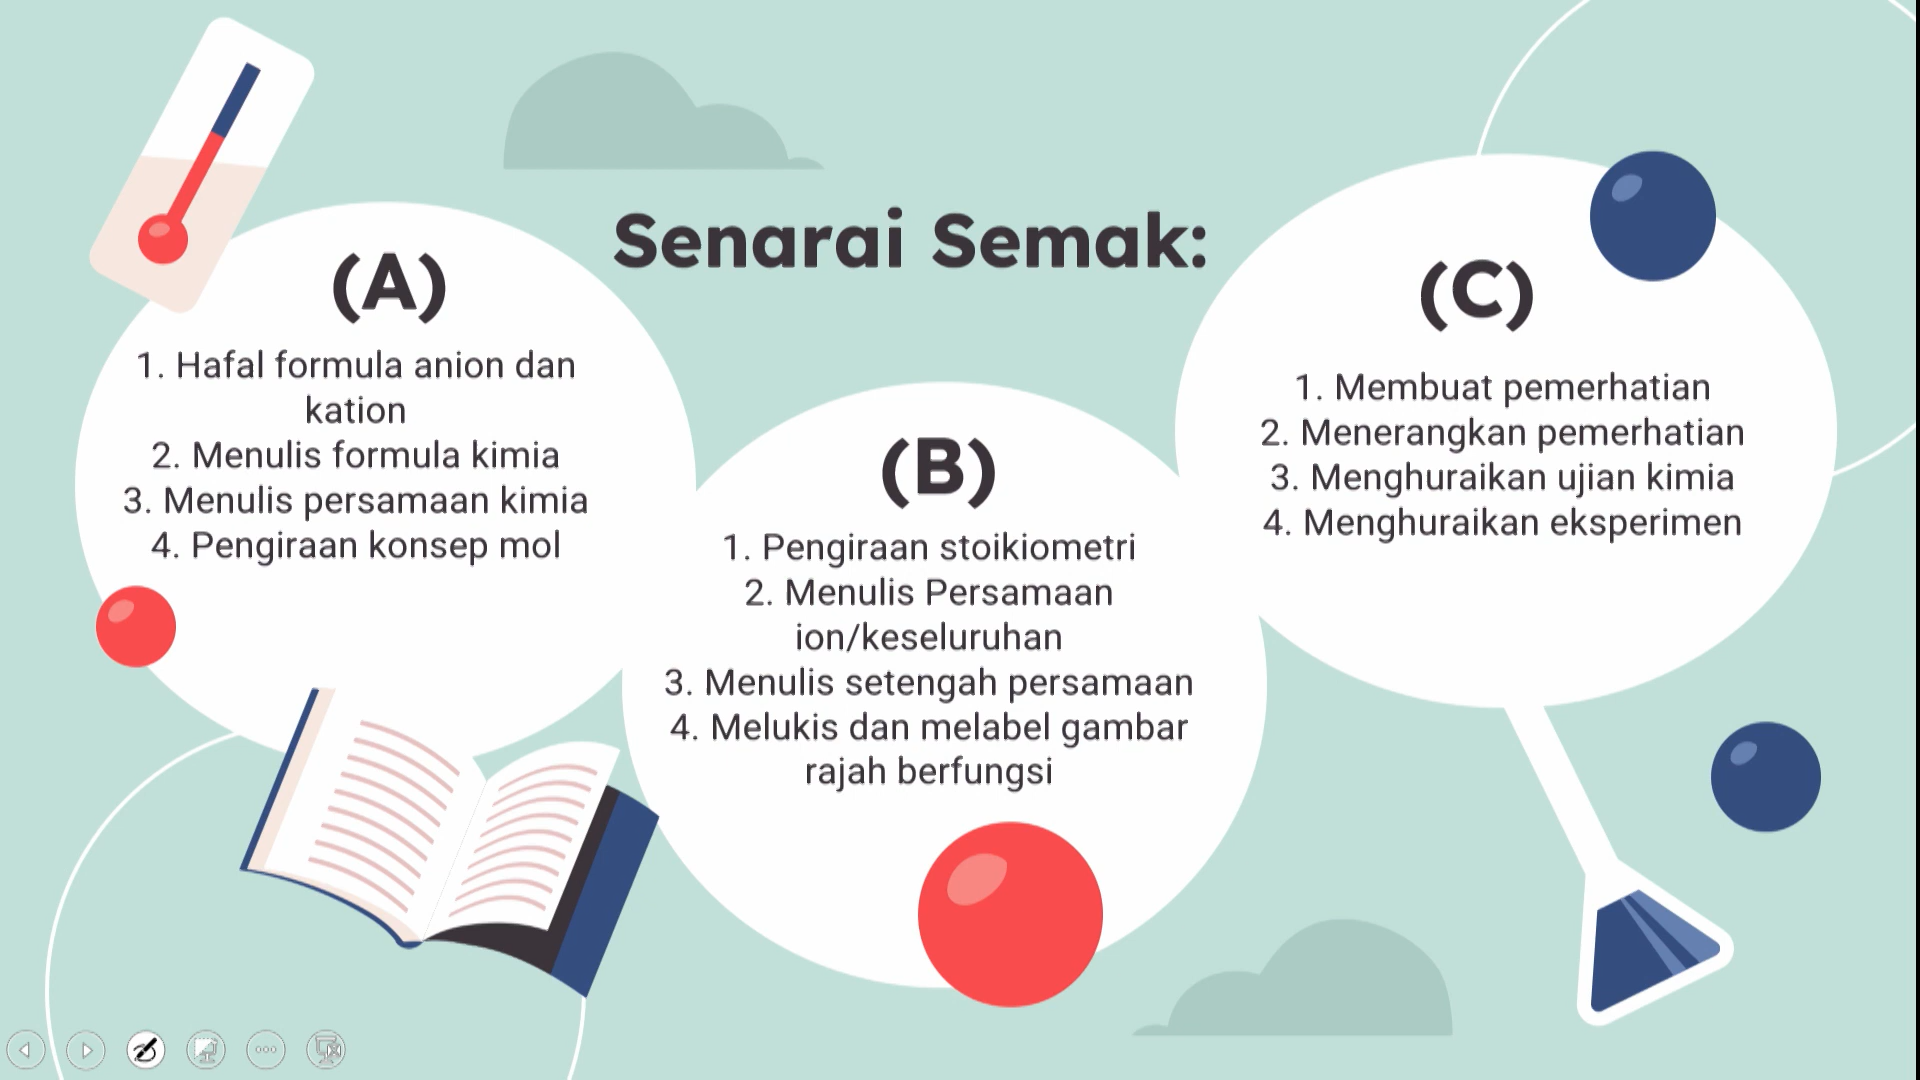 Senarai Semak:
(A)
1. Hafal formula anion dan
kation
2. Menulis formula kimia
3. Menulis persamaan kimia
4. Pengiraan konsep mol
(B)
1. Pengiraan stoikiometri
2. Menulis Persamaan
ion/keseluruhan
3. Menulis setengah persamaan
4. Melukis dan melabel gambar
rajah berfungsi
(C)
1. Membuat pemerhatian
2. Menerangkan pemerhatian
3. Menghuraikan ujian kimia
4. Menghuraikan eksperimen